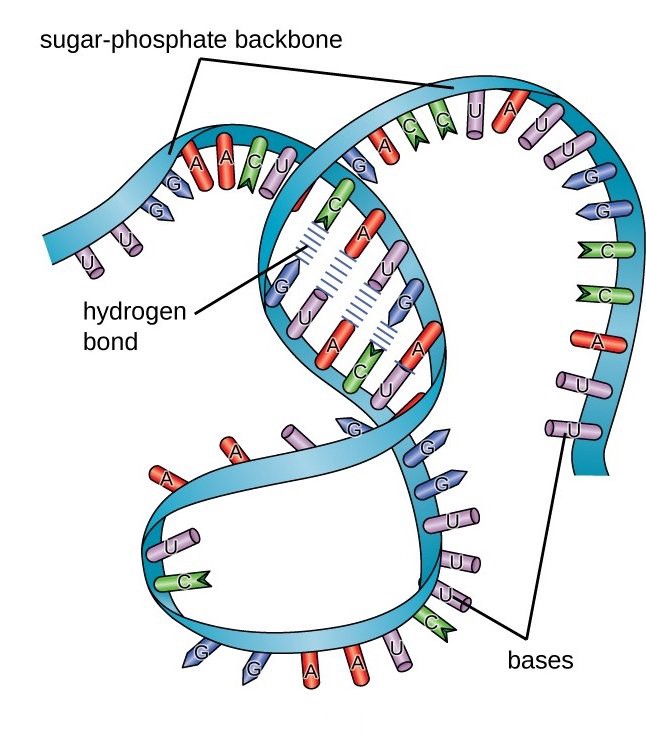 sugar-phosphate backbone
U U G G A A C U
G A C C U A U U G G C C A U U
C A U G A
G U A C U
hydrogen
bond
G A A U C G G A A U C U U U G G
bases